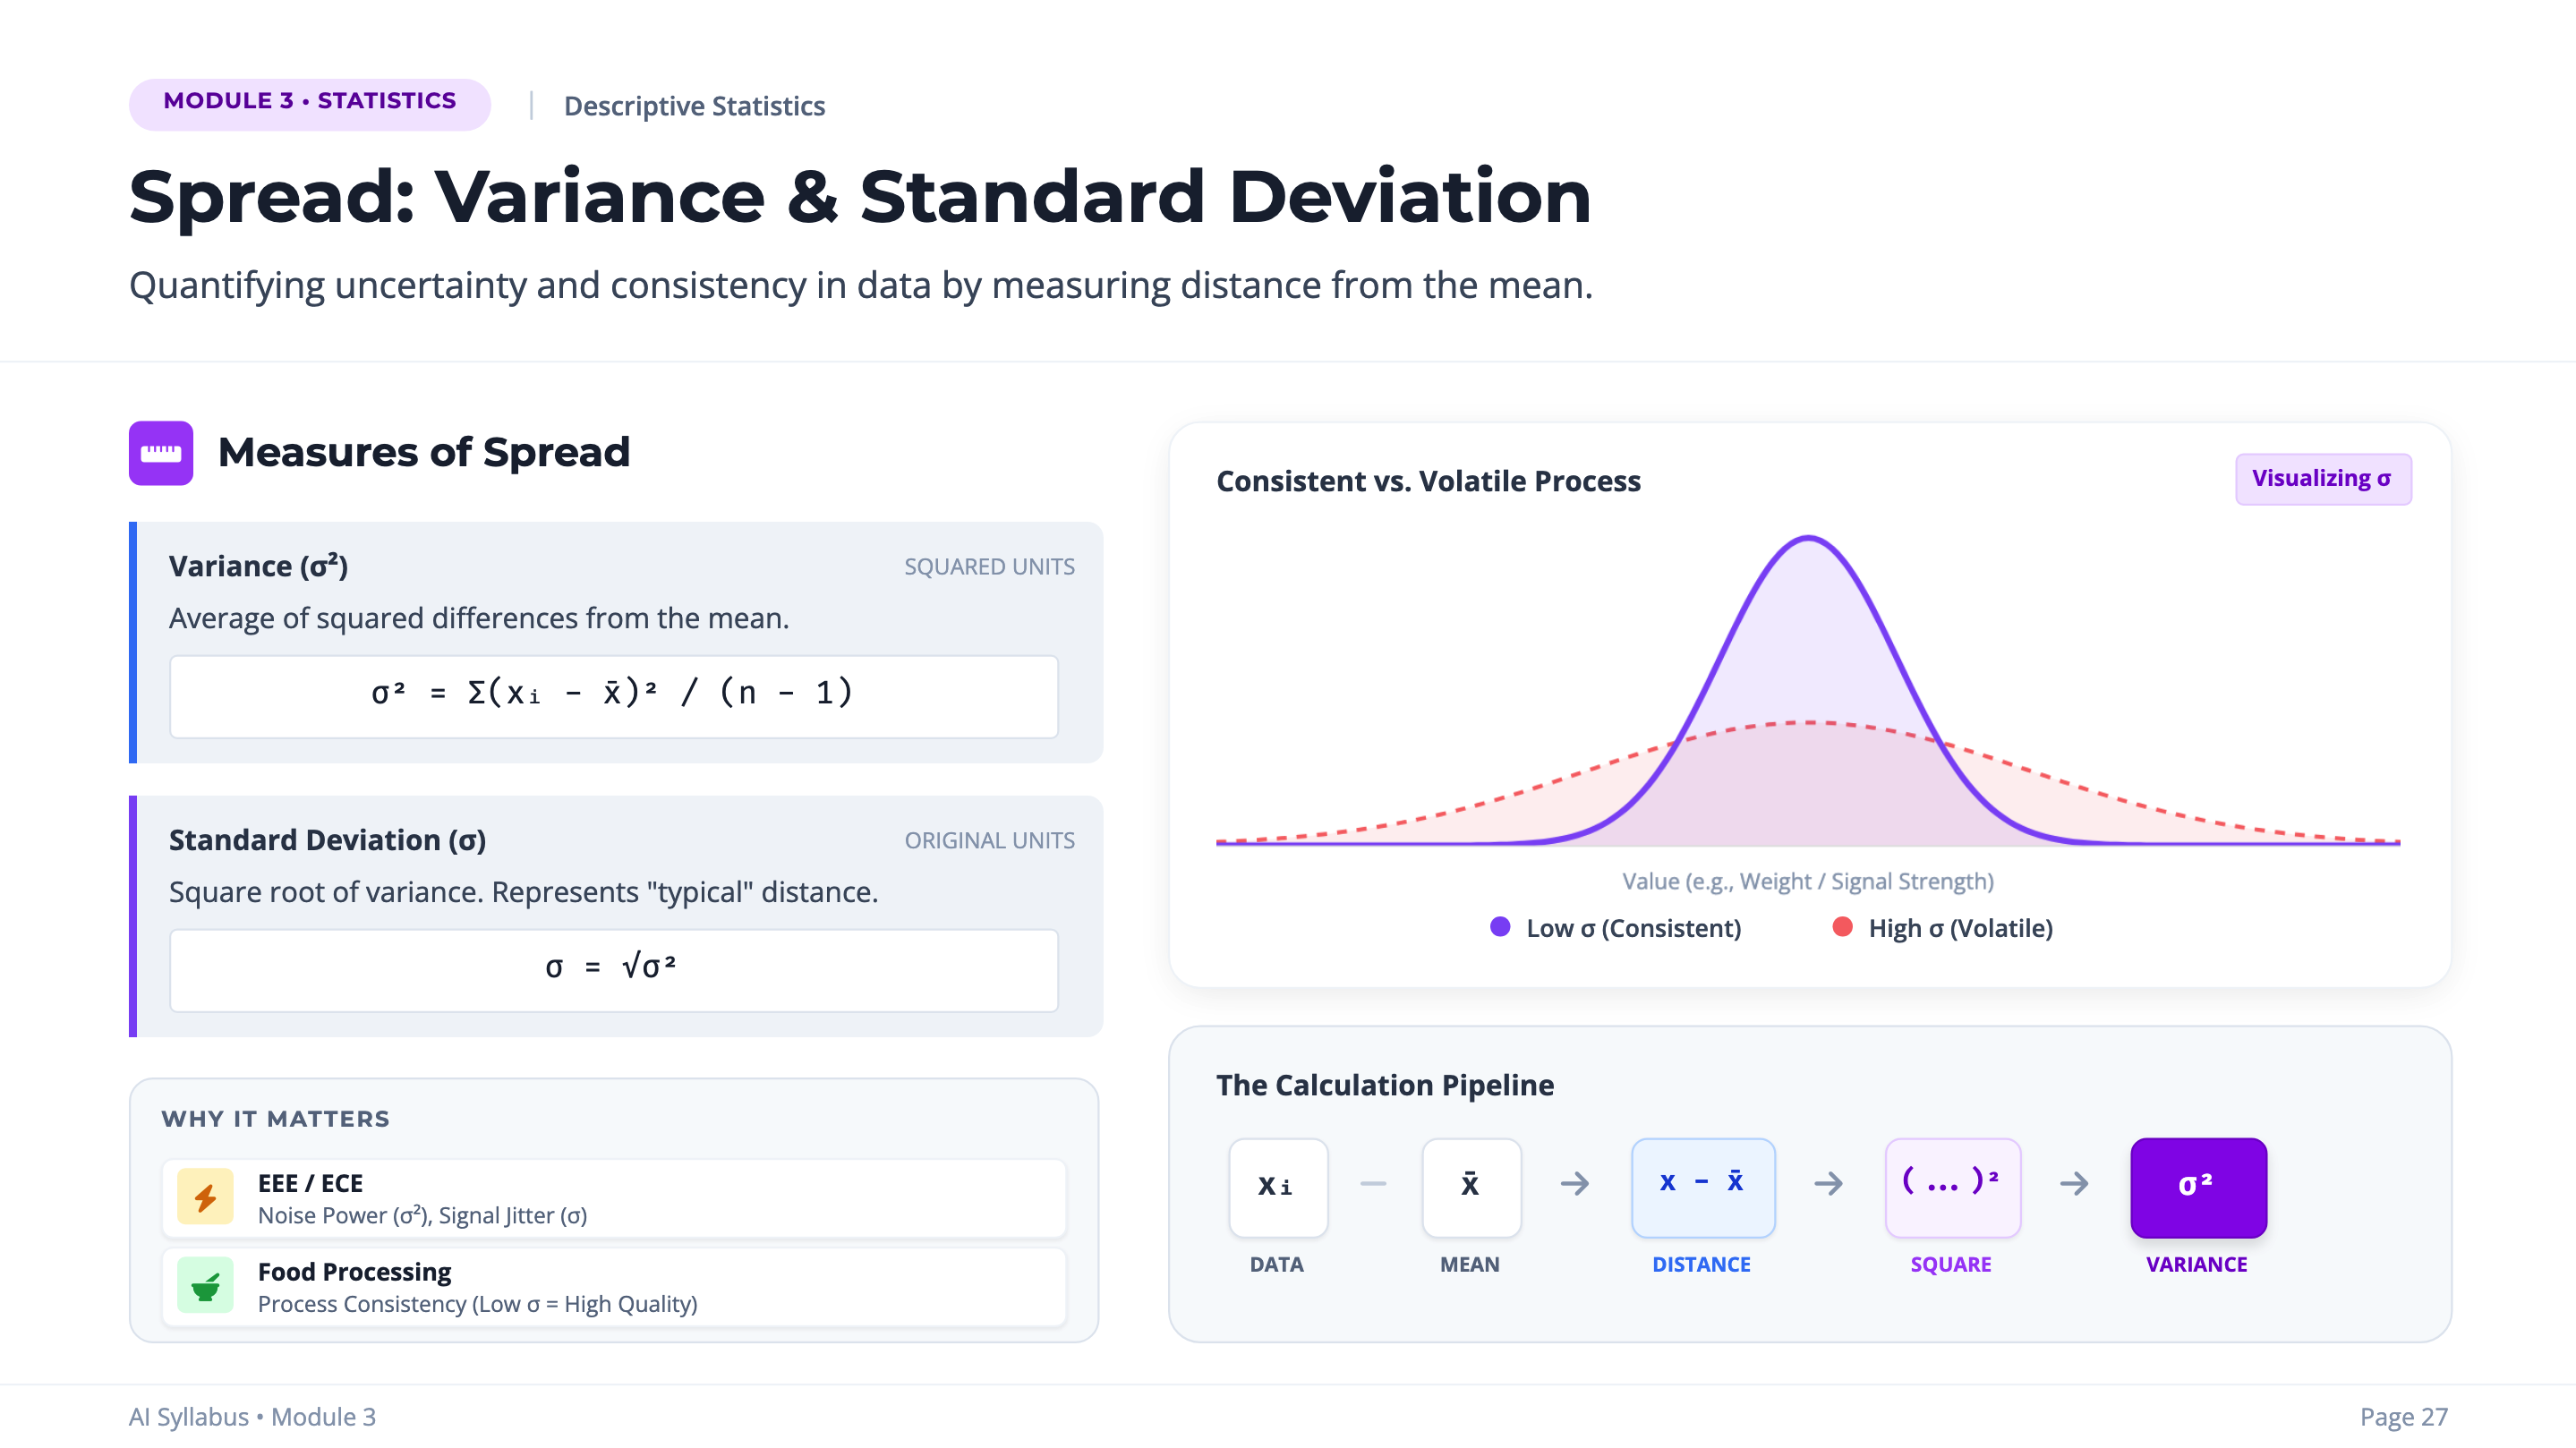 MODULE 3 • STATISTICS
Descriptive Statistics
Spread: Variance & Standard Deviation
Quantifying uncertainty and consistency in data by measuring distance from the mean.
Measures of Spread
Variance (σ²)
SQUARED UNITS
Average of squared differences from the mean.
σ² = Σ(xᵢ − x̄)² / (n − 1)
Standard Deviation (σ)
ORIGINAL UNITS
Square root of variance. Represents "typical" distance.
σ = √σ²
WHY IT MATTERS
EEE / ECE
Noise Power (σ²), Signal Jitter (σ)
Food Processing
Process Consistency (Low σ = High Quality)
Consistent vs. Volatile Process
Visualizing σ
Value (e.g., Weight / Signal Strength)
Low σ (Consistent)
High σ (Volatile)
The Calculation Pipeline
xᵢ − x̄ → x − x̄ → (...)² → σ²
DATA MEAN DISTANCE SQUARE VARIANCE
AI Syllabus • Module 3
Page 27